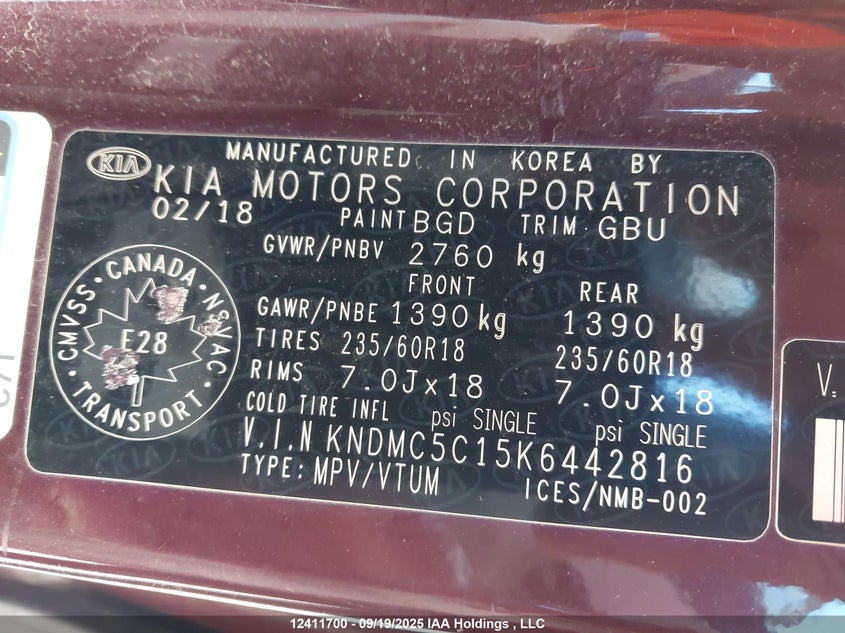 MANUFACTURED IN KOREA BY
KIA KIA MOTORS CORPORATION
02/18 PAINT BGD TRIM GBU
GVWR/PNBV 2760 kg
FRONT REAR
GAWR/PNBE 1390 kg 1390 kg
TIRES 235/60R18 235/60R18
RIMS 7.0Jx18 7.0Jx18
COLD TIRE INFL psi SINGLE psi SINGLE
V.I.N KNDMC5C15K6442816
TYPE: MPV/VTUM ICES/NMB-002
CMVSS CANADA NSVAC
E28
TRANSPORT
V.
12411700 - 09/19/2025 IAA Holdings , LLC